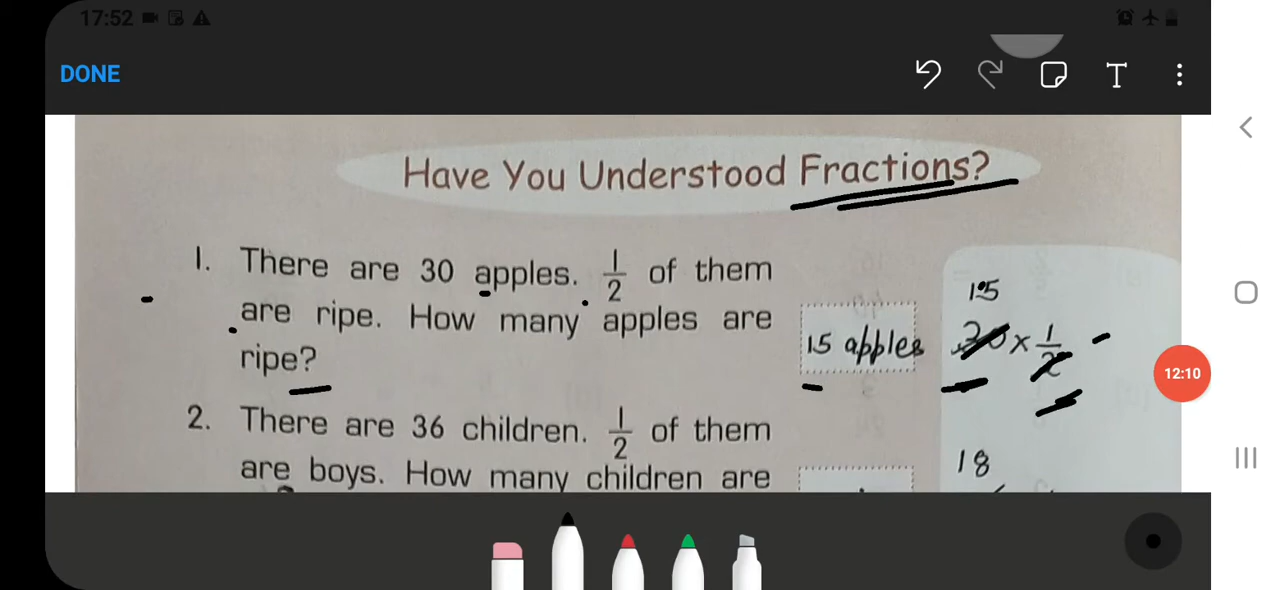 17:52
DONE
T
Have You Understood Fractions?
1. There are 30 apples. 1/2 of them
are ripe. How many apples are
ripe?
15 apples
15
30 × 1/2
12:10
2. There are 36 children. 1/2 of them
are boys. How many children are
18